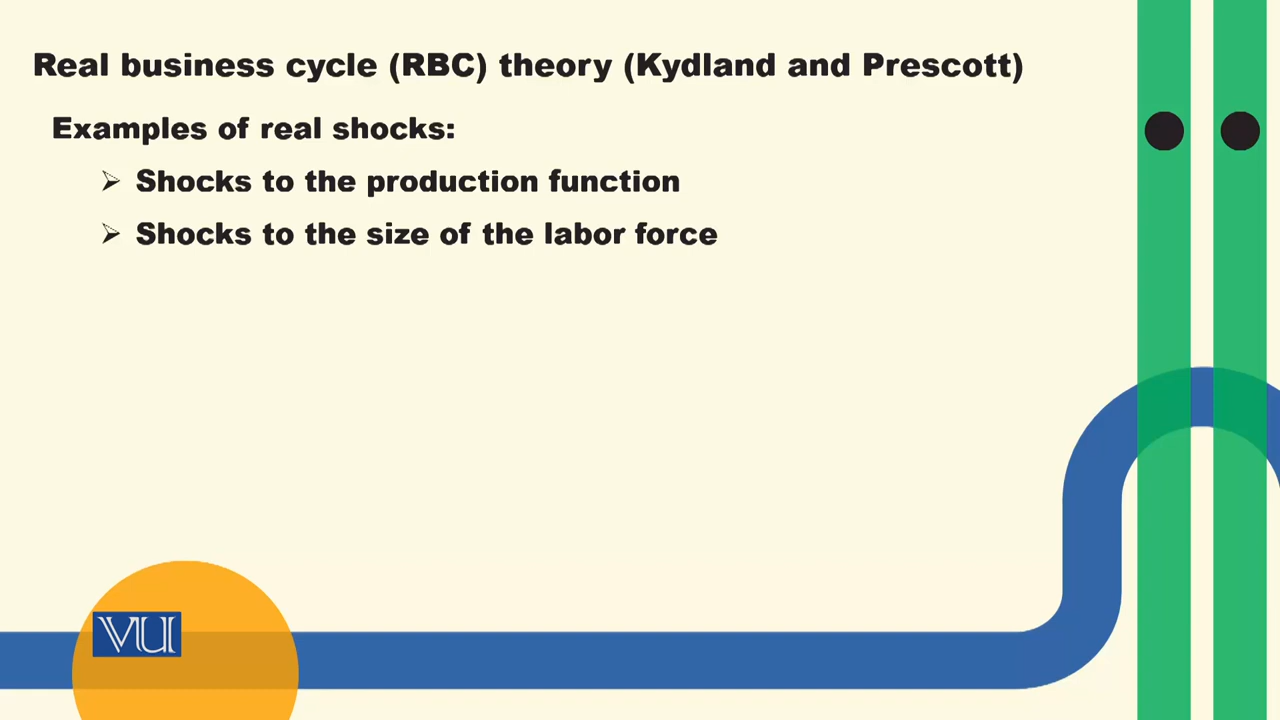 Real business cycle (RBC) theory (Kydland and Prescott)
Examples of real shocks:
➢ Shocks to the production function
➢ Shocks to the size of the labor force
VU